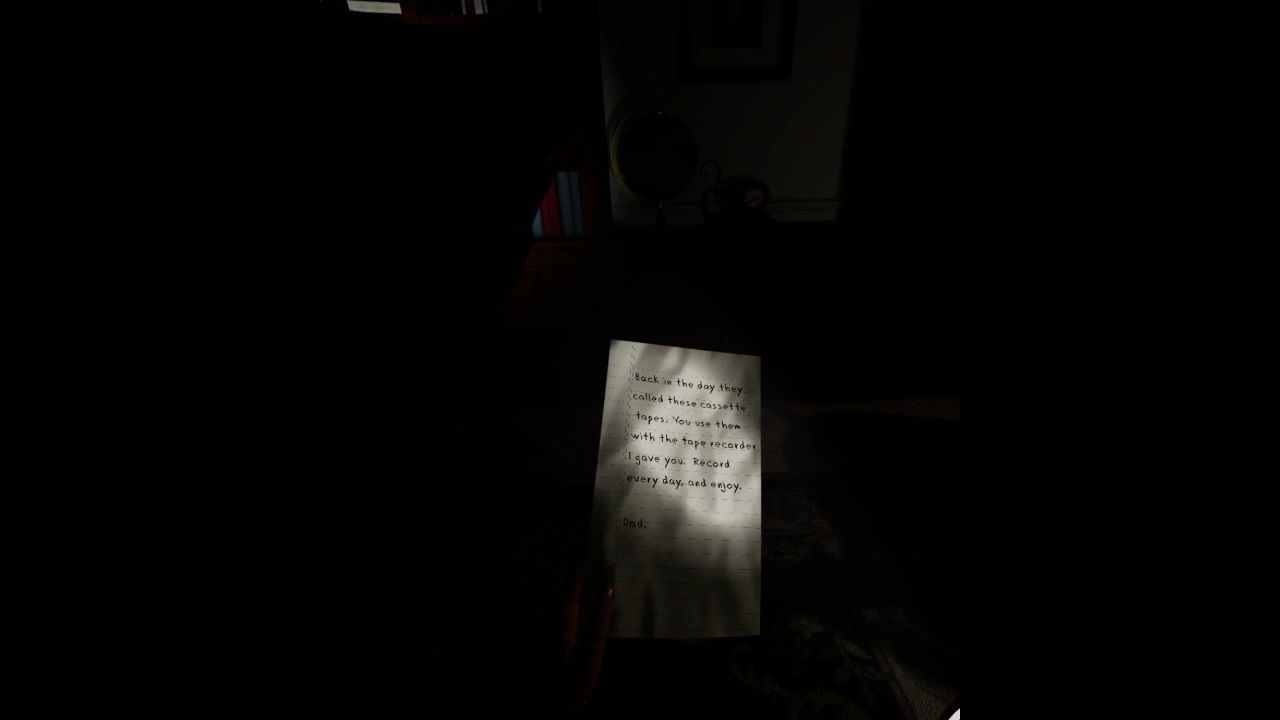 Back in the day they
called these cassette
tapes. You use them
with the tape recorder
I gave you. Record
every day, and enjoy.
Dad,